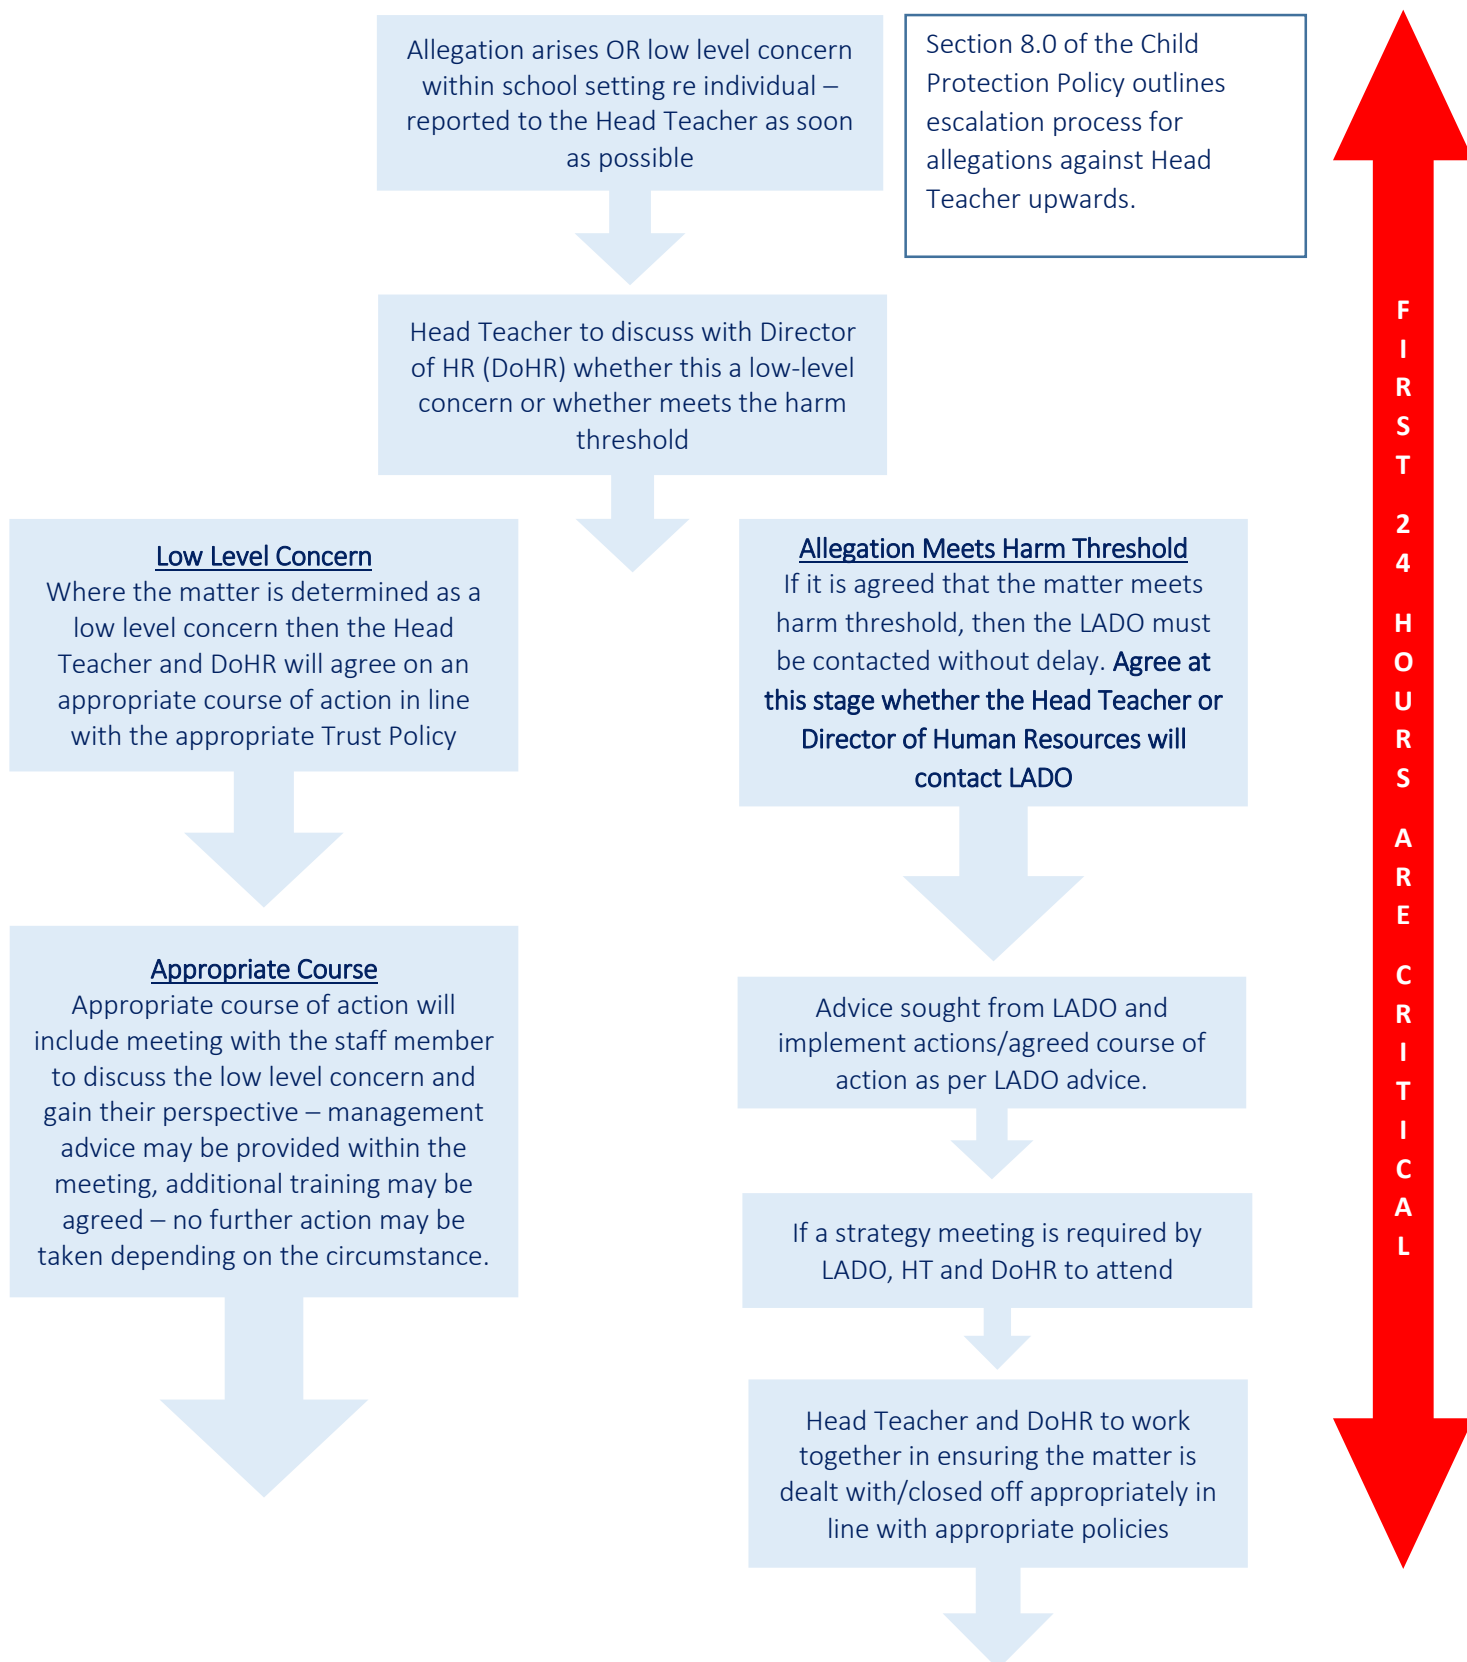 Allegation arises OR low level concern
within school setting re individual –
reported to the Head Teacher as soon
as possible
Section 8.0 of the Child
Protection Policy outlines
escalation process for
allegations against Head
Teacher upwards.
Head Teacher to discuss with Director
of HR (DoHR) whether this a low-level
concern or whether meets the harm
threshold
Low Level Concern
Where the matter is determined as a
low level concern then the Head
Teacher and DoHR will agree on an
appropriate course of action in line
with the appropriate Trust Policy
Allegation Meets Harm Threshold
If it is agreed that the matter meets
harm threshold, then the LADO must
be contacted without delay. Agree at
this stage whether the Head Teacher or
Director of Human Resources will
contact LADO
Appropriate Course
Appropriate course of action will
include meeting with the staff member
to discuss the low level concern and
gain their perspective – management
advice may be provided within the
meeting, additional training may be
agreed – no further action may be
taken depending on the circumstance.
Advice sought from LADO and
implement actions/agreed course of
action as per LADO advice.
If a strategy meeting is required by
LADO, HT and DoHR to attend
Head Teacher and DoHR to work
together in ensuring the matter is
dealt with/closed off appropriately in
line with appropriate policies
FIRST 24 HOURS ARE CRITICAL